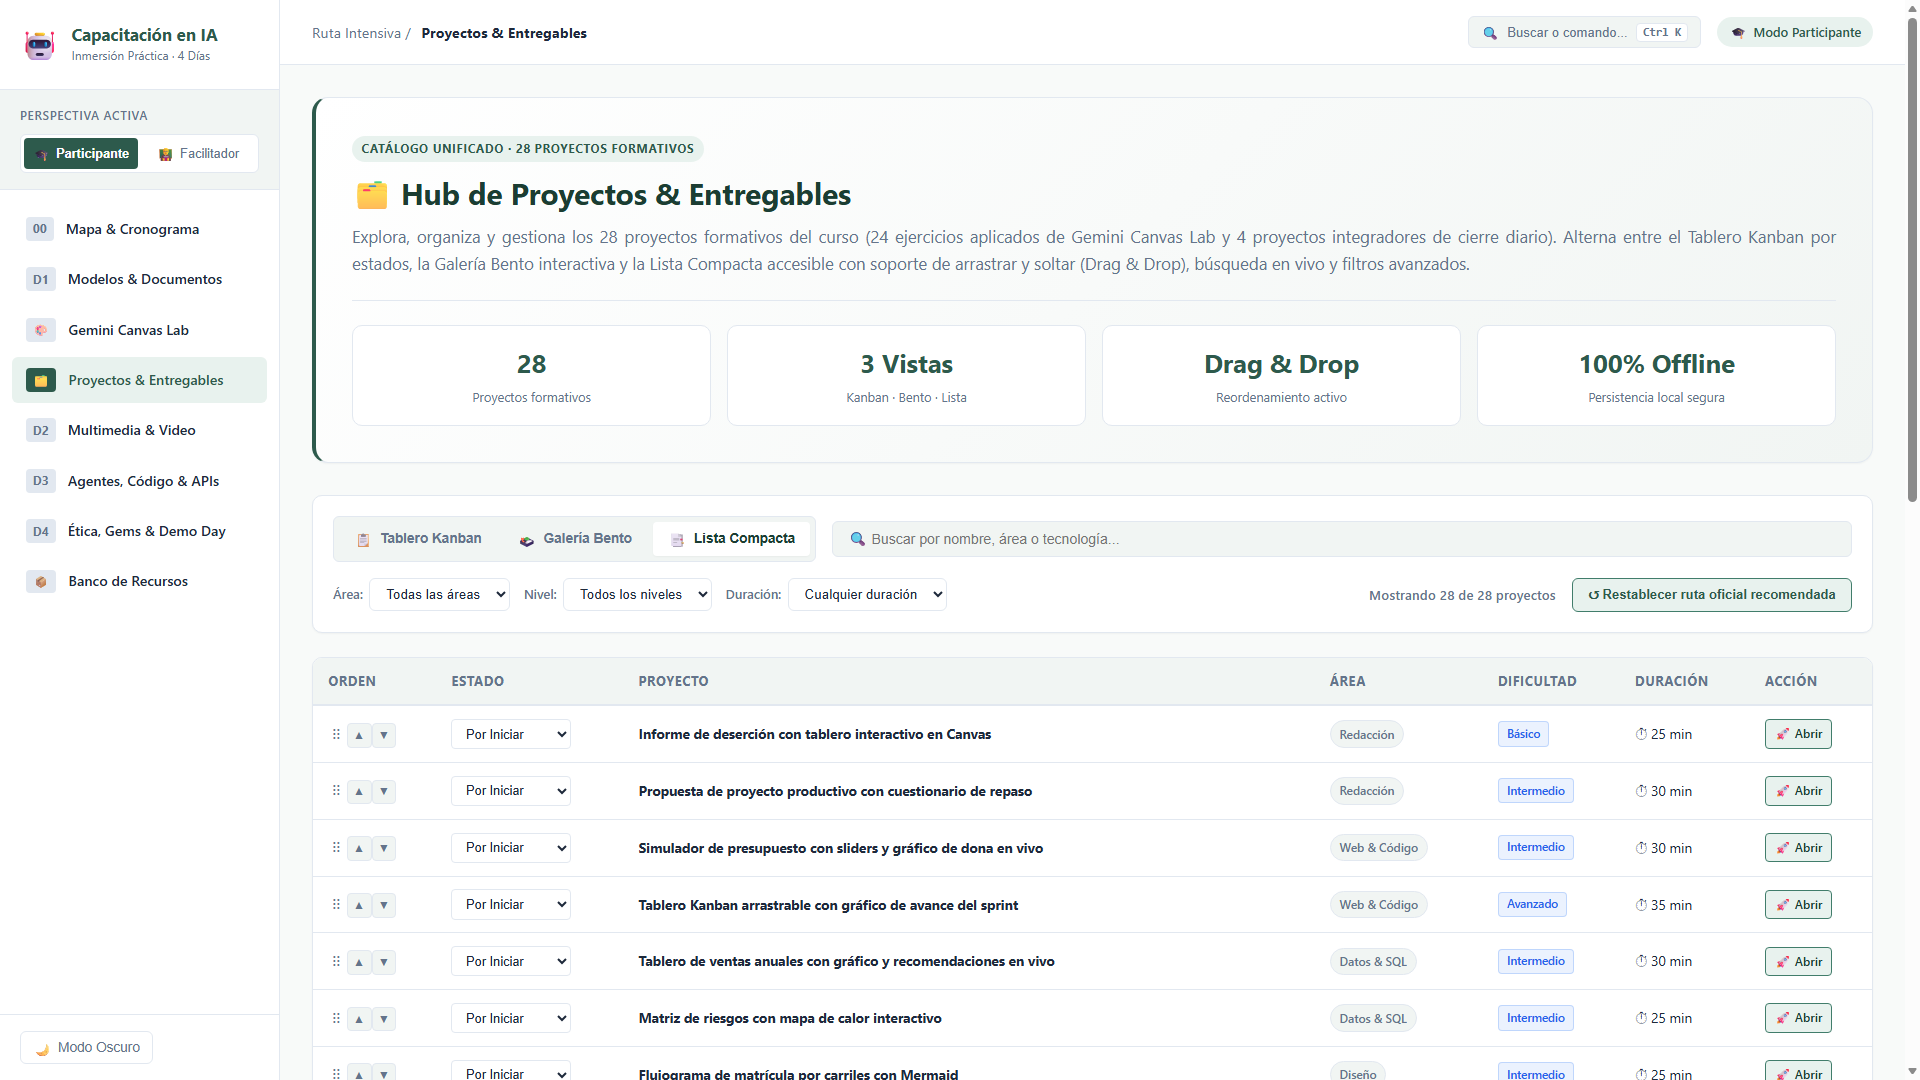 Capacitación en IA
Inmersión Práctica · 4 Días
PERSPECTIVA ACTIVA
Participante
Facilitador
00 Mapa & Cronograma
D1 Modelos & Documentos
Gemini Canvas Lab
Proyectos & Entregables
D2 Multimedia & Video
D3 Agentes, Código & APIs
D4 Ética, Gems & Demo Day
Banco de Recursos
Modo Oscuro
Ruta Intensiva / Proyectos & Entregables
Buscar o comando... Ctrl K
Modo Participante
CATÁLOGO UNIFICADO · 28 PROYECTOS FORMATIVOS
Hub de Proyectos & Entregables
Explora, organiza y gestiona los 28 proyectos formativos del curso (24 ejercicios aplicados de Gemini Canvas Lab y 4 proyectos integradores de cierre diario). Alterna entre el Tablero Kanban por
estados, la Galería Bento interactiva y la Lista Compacta accesible con soporte de arrastrar y soltar (Drag & Drop), búsqueda en vivo y filtros avanzados.
28
Proyectos formativos
3 Vistas
Kanban · Bento · Lista
Drag & Drop
Reordenamiento activo
100% Offline
Persistencia local segura
Tablero Kanban
Galería Bento
Lista Compacta
Buscar por nombre, área o tecnología...
Área: Todas las áreas
Nivel: Todos los niveles
Duración: Cualquier duración
Mostrando 28 de 28 proyectos
↺ Restablecer ruta oficial recomendada
ORDEN ESTADO PROYECTO ÁREA DIFICULTAD DURACIÓN ACCIÓN
Por Iniciar Informe de deserción con tablero interactivo en Canvas Redacción Básico 25 min Abrir
Por Iniciar Propuesta de proyecto productivo con cuestionario de repaso Redacción Intermedio 30 min Abrir
Por Iniciar Simulador de presupuesto con sliders y gráfico de dona en vivo Web & Código Intermedio 30 min Abrir
Por Iniciar Tablero Kanban arrastrable con gráfico de avance del sprint Web & Código Avanzado 35 min Abrir
Por Iniciar Tablero de ventas anuales con gráfico y recomendaciones en vivo Datos & SQL Intermedio 30 min Abrir
Por Iniciar Matriz de riesgos con mapa de calor interactivo Datos & SQL Intermedio 25 min Abrir
Por Iniciar Flujograma de matrícula por carriles con Mermaid Diseño Intermedio 25 min Abrir